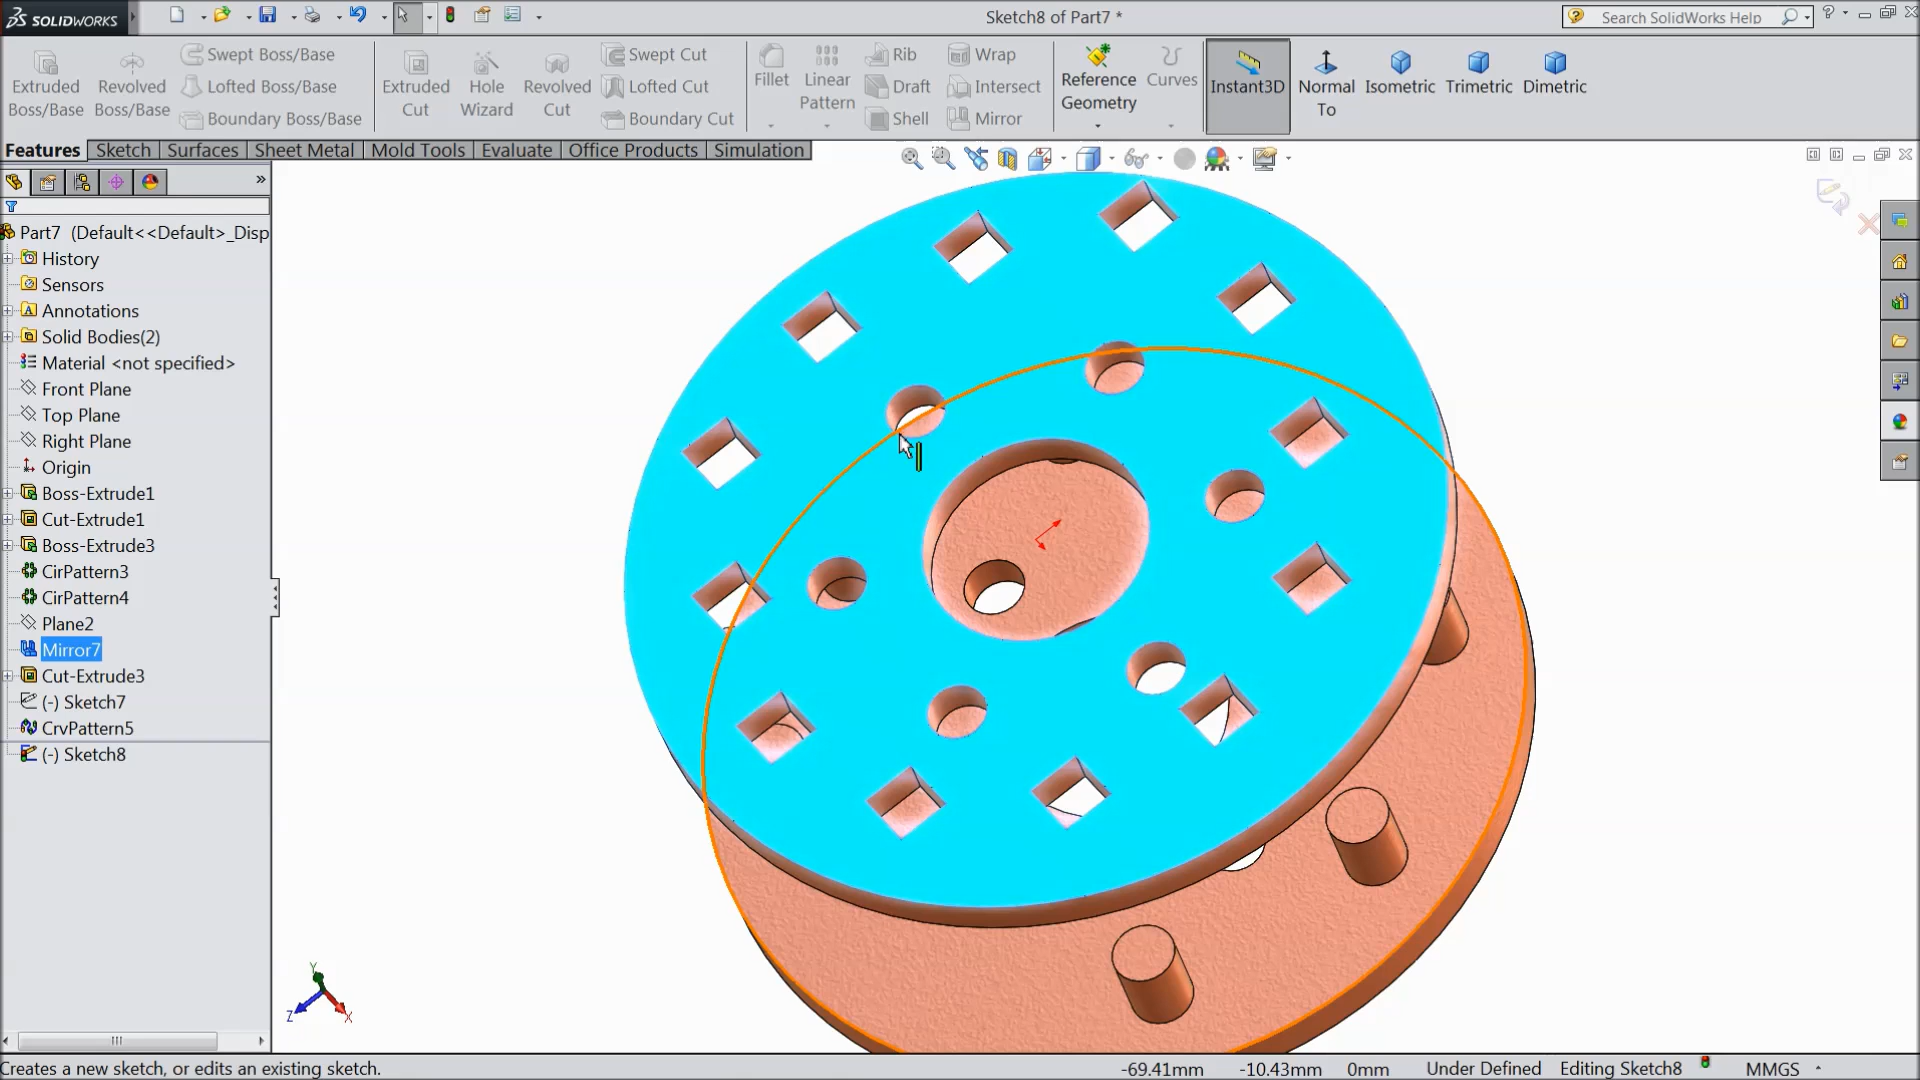 SOLIDWORKS
Sketch8 of Part7 *
Search SolidWorks Help
Extruded Boss/Base
Revolved Boss/Base
Swept Boss/Base
Lofted Boss/Base
Boundary Boss/Base
Extruded Cut
Hole Wizard
Revolved Cut
Swept Cut
Lofted Cut
Boundary Cut
Fillet
Linear Pattern
Rib
Draft
Shell
Wrap
Intersect
Mirror
Reference Geometry
Curves
Instant3D
Normal To
Isometric
Trimetric
Dimetric
Features Sketch Surfaces Sheet Metal Mold Tools Evaluate Office Products Simulation
Part7 (Default<<Default>_Disp
History
Sensors
Annotations
Solid Bodies(2)
Material <not specified>
Front Plane
Top Plane
Right Plane
Origin
Boss-Extrude1
Cut-Extrude1
Boss-Extrude3
CirPattern3
CirPattern4
Plane2
Mirror7
Cut-Extrude3
(-) Sketch7
CrvPattern5
(-) Sketch8
Y
Z
X
Creates a new sketch, or edits an existing sketch.
-69.41mm -10.43mm 0mm Under Defined Editing Sketch8 MMGS